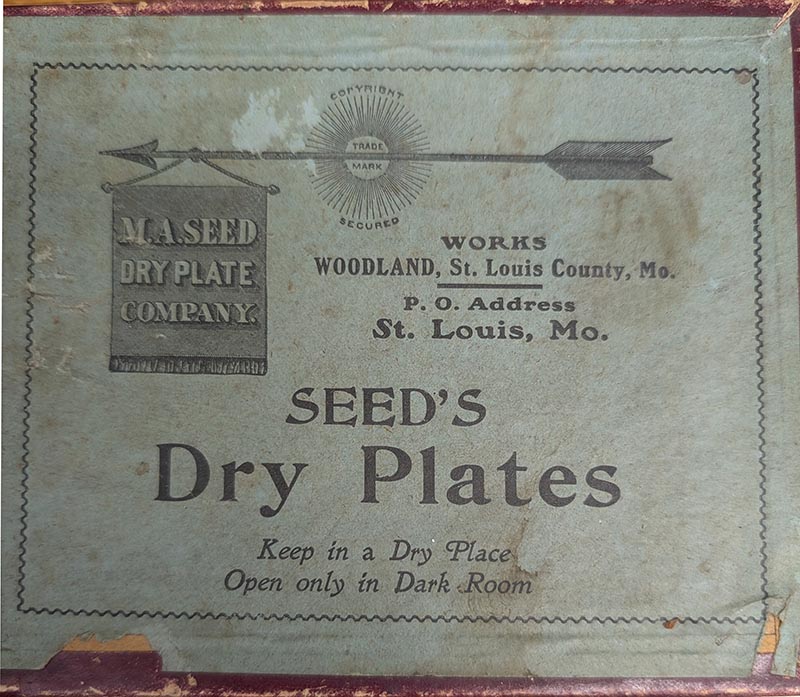 COPYRIGHT
TRADE
MARK
SECURED
M.A.SEED
DRY PLATE
COMPANY.
WORKS
WOODLAND, St. Louis County, Mo.
P. O. Address
St. Louis, Mo.
SEED'S
Dry Plates
Keep in a Dry Place
Open only in Dark Room